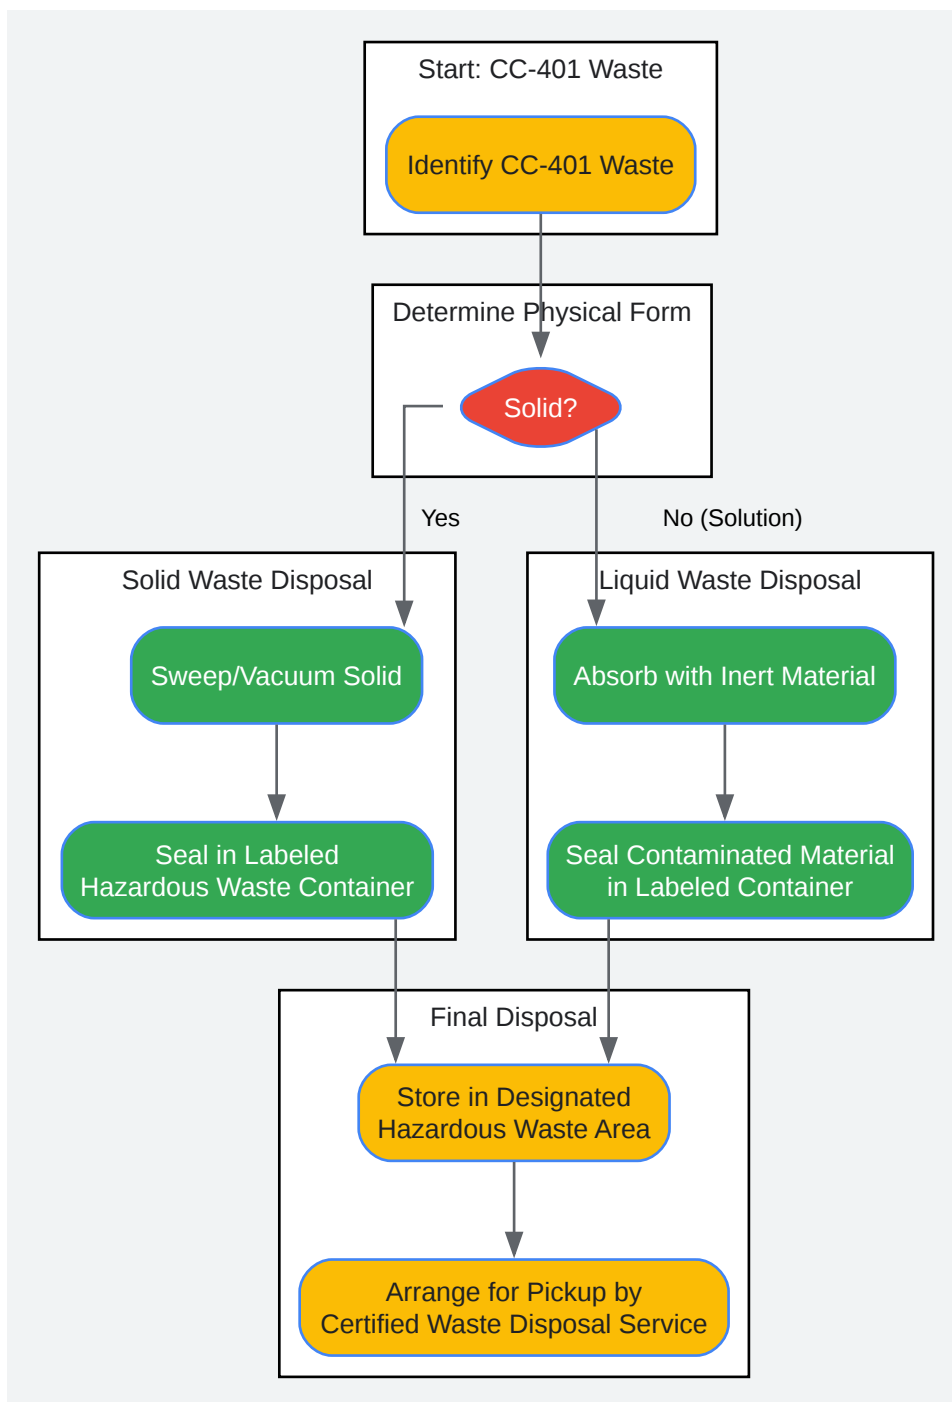 Start: CC-401 Waste
Identify CC-401 Waste
Determine Physical Form
Solid?
Yes
No (Solution)
Solid Waste Disposal
Liquid Waste Disposal
Sweep/Vacuum Solid
Absorb with Inert Material
Seal in Labeled
Hazardous Waste Container
Seal Contaminated Material
in Labeled Container
Final Disposal
Store in Designated
Hazardous Waste Area
Arrange for Pickup by
Certified Waste Disposal Service